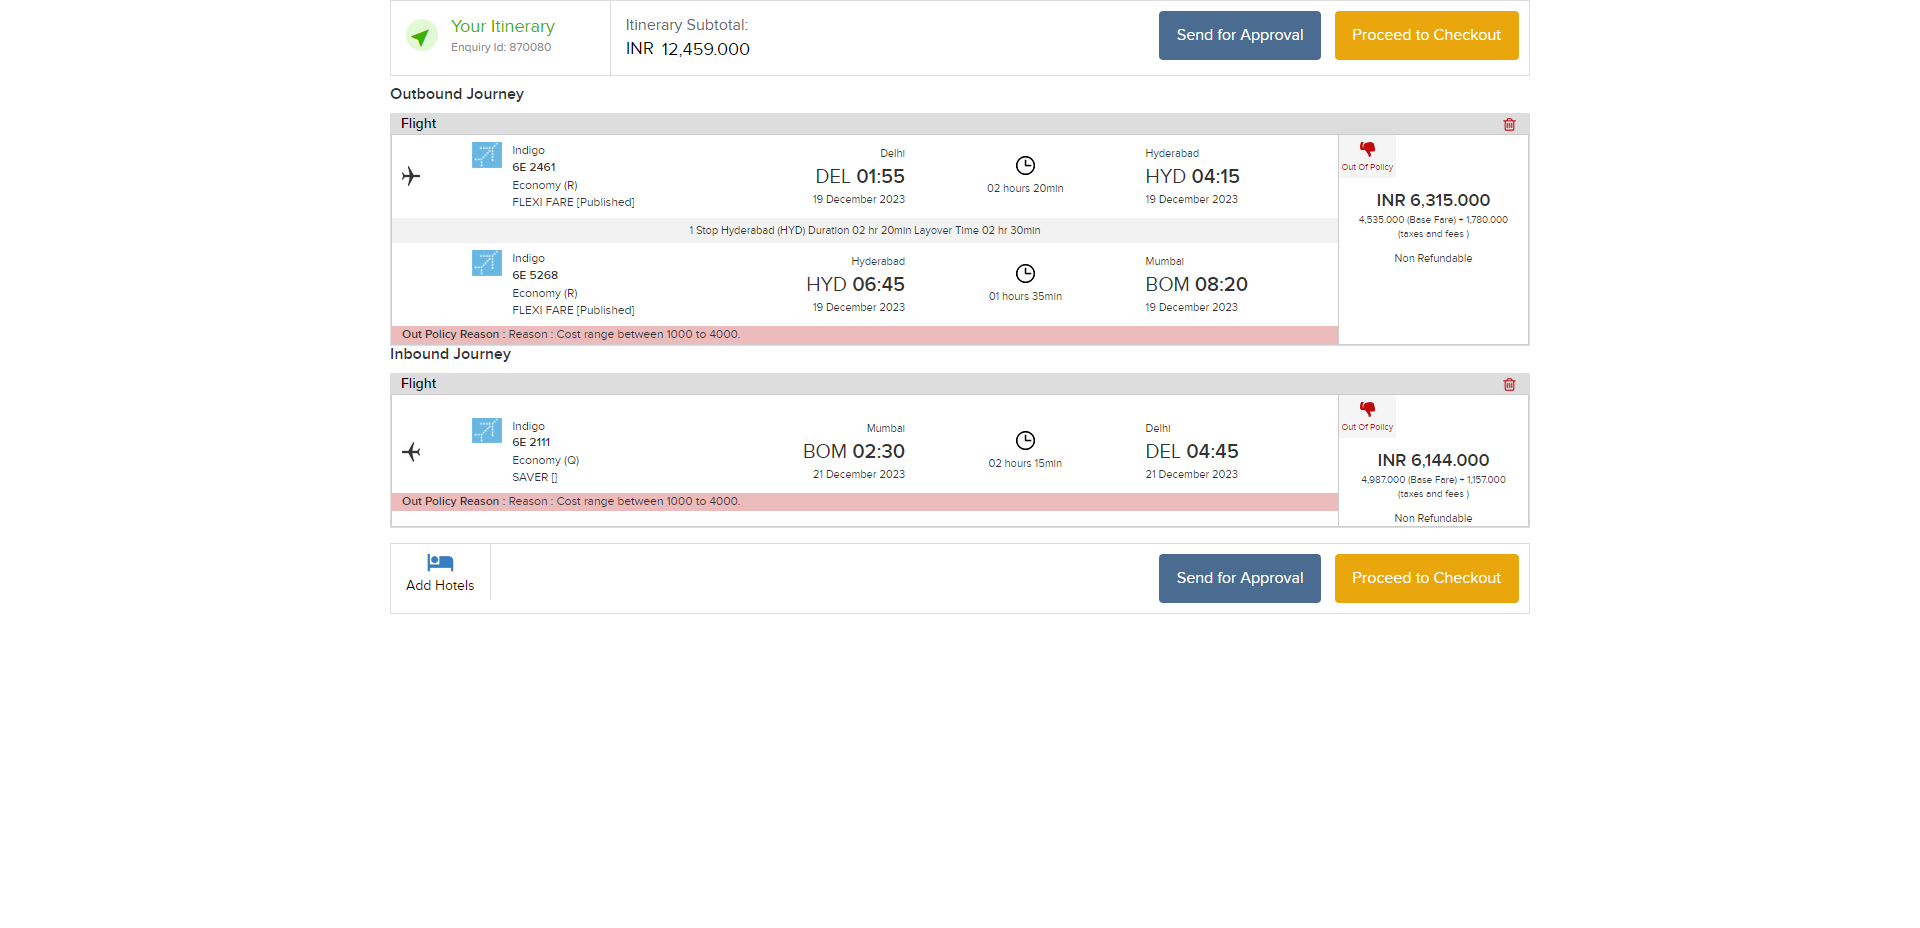 Your Itinerary
Enquiry Id: 870080
Itinerary Subtotal:
INR 12,459.000
Send for Approval
Proceed to Checkout
Outbound Journey
Flight
Indigo
6E 2461
Economy (R)
FLEXI FARE [Published]
Delhi
DEL 01:55
19 December 2023
02 hours 20min
Hyderabad
HYD 04:15
19 December 2023
Out Of Policy
INR 6,315.000
4,535.000 (Base Fare) + 1,780.000
(taxes and fees )
Non Refundable
1 Stop Hyderabad (HYD) Duration 02 hr 20min Layover Time 02 hr 30min
Indigo
6E 5268
Economy (R)
FLEXI FARE [Published]
Hyderabad
HYD 06:45
19 December 2023
01 hours 35min
Mumbai
BOM 08:20
19 December 2023
Out Policy Reason : Reason : Cost range between 1000 to 4000.
Inbound Journey
Flight
Indigo
6E 2111
Economy (Q)
SAVER []
Mumbai
BOM 02:30
21 December 2023
02 hours 15min
Delhi
DEL 04:45
21 December 2023
Out Of Policy
INR 6,144.000
4,987.000 (Base Fare) + 1,157.000
(taxes and fees )
Non Refundable
Out Policy Reason : Reason : Cost range between 1000 to 4000.
Add Hotels
Send for Approval
Proceed to Checkout